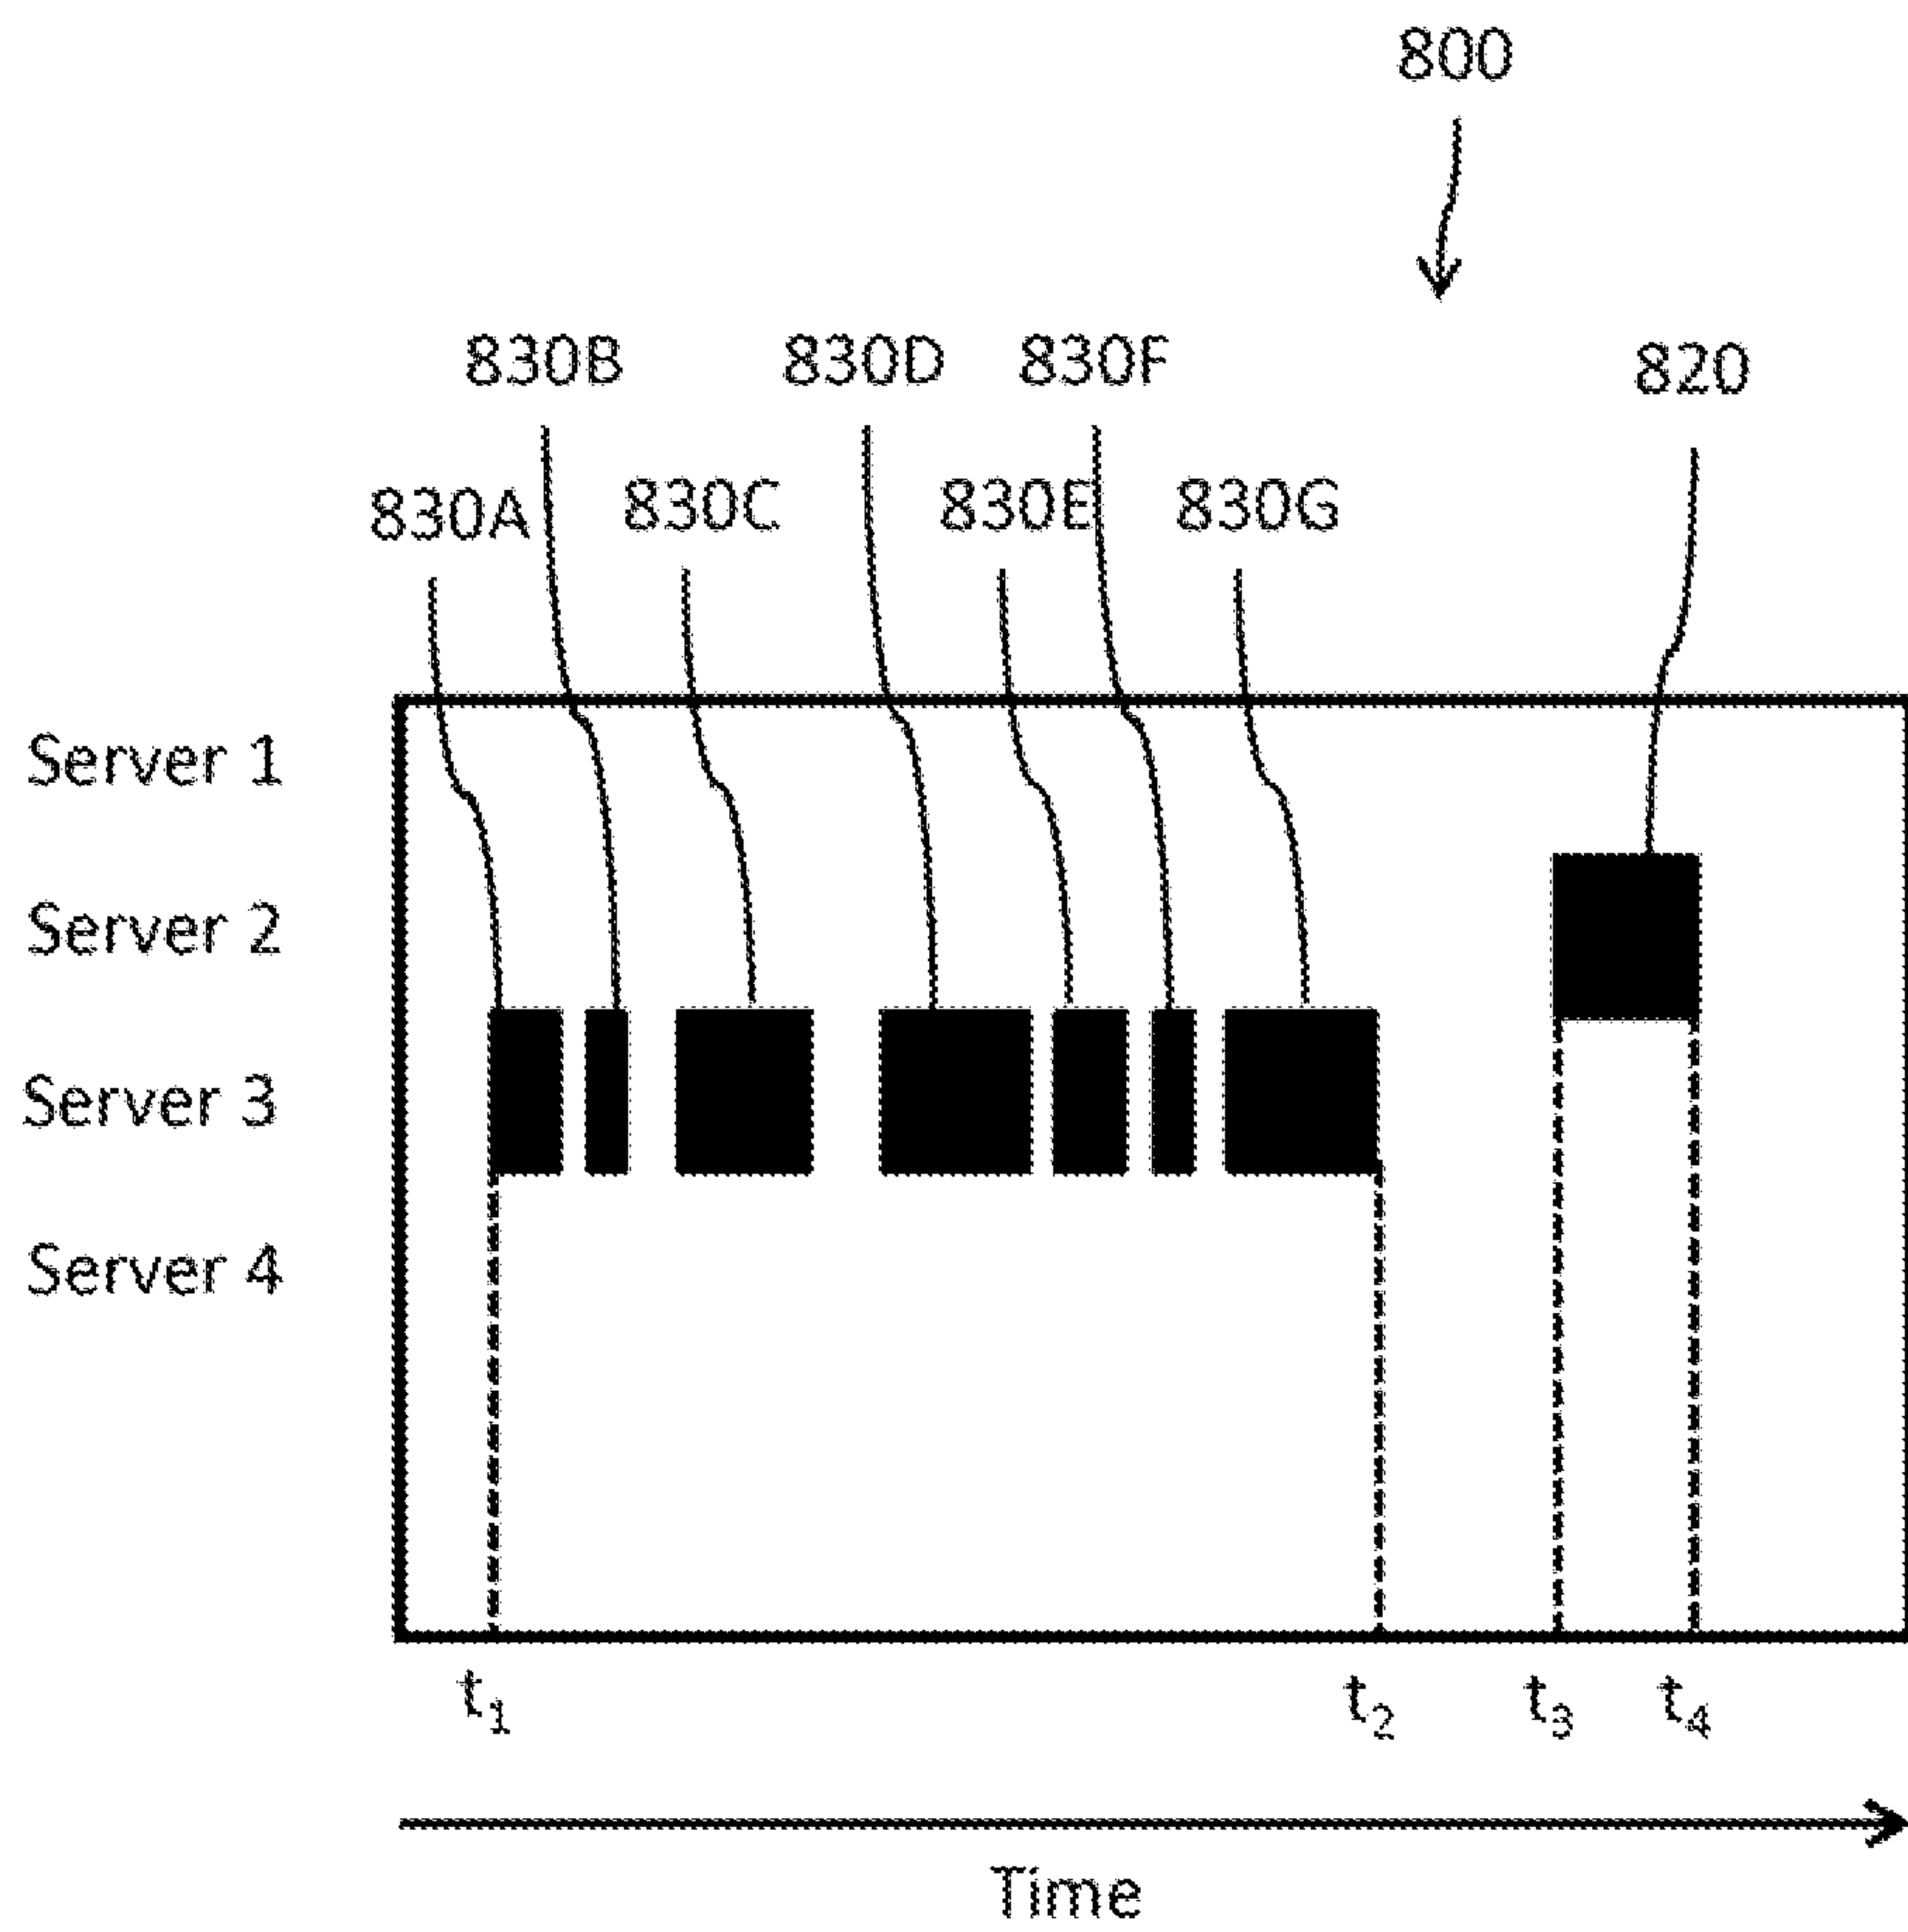 800
830B 830D 830F 820
830A 830C 830E 830G
Server 1
Server 2
Server 3
Server 4
t₁ t₂ t₃ t₄
Time